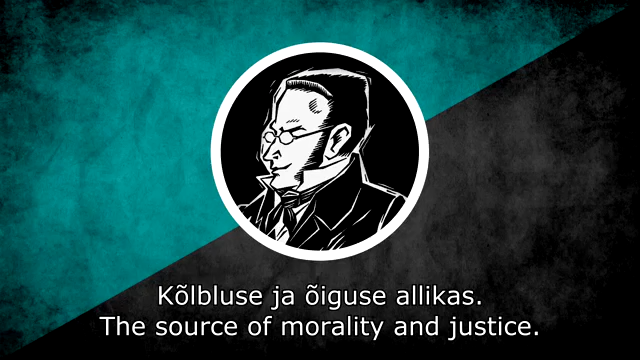 Kõlbluse ja õiguse allikas.
The source of morality and justice.